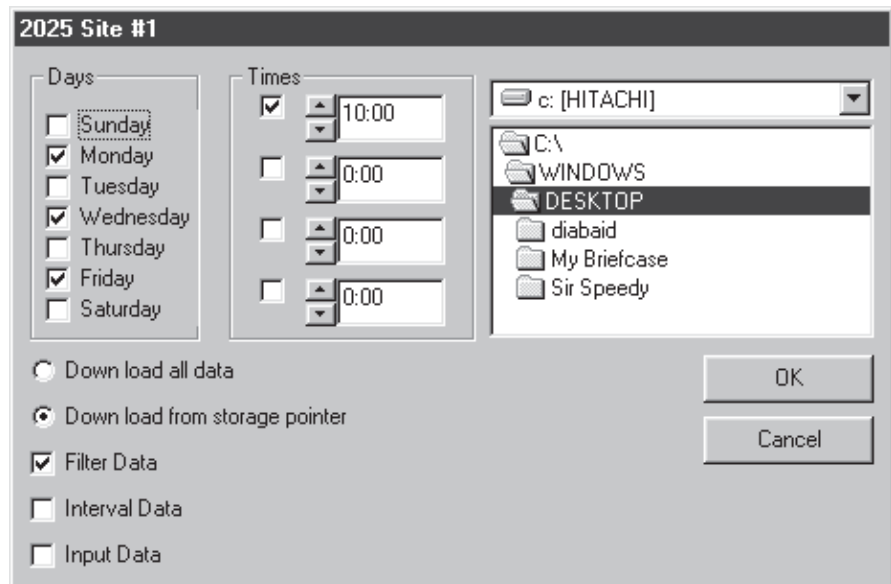 2025 Site #1
Days
Sunday
Monday
Tuesday
Wednesday
Thursday
Friday
Saturday
Times
10:00
0:00
0:00
0:00
c: [HITACHI]
C:\
WINDOWS
DESKTOP
diabaid
My Briefcase
Sir Speedy
Down load all data
Down load from storage pointer
Filter Data
Interval Data
Input Data
OK
Cancel